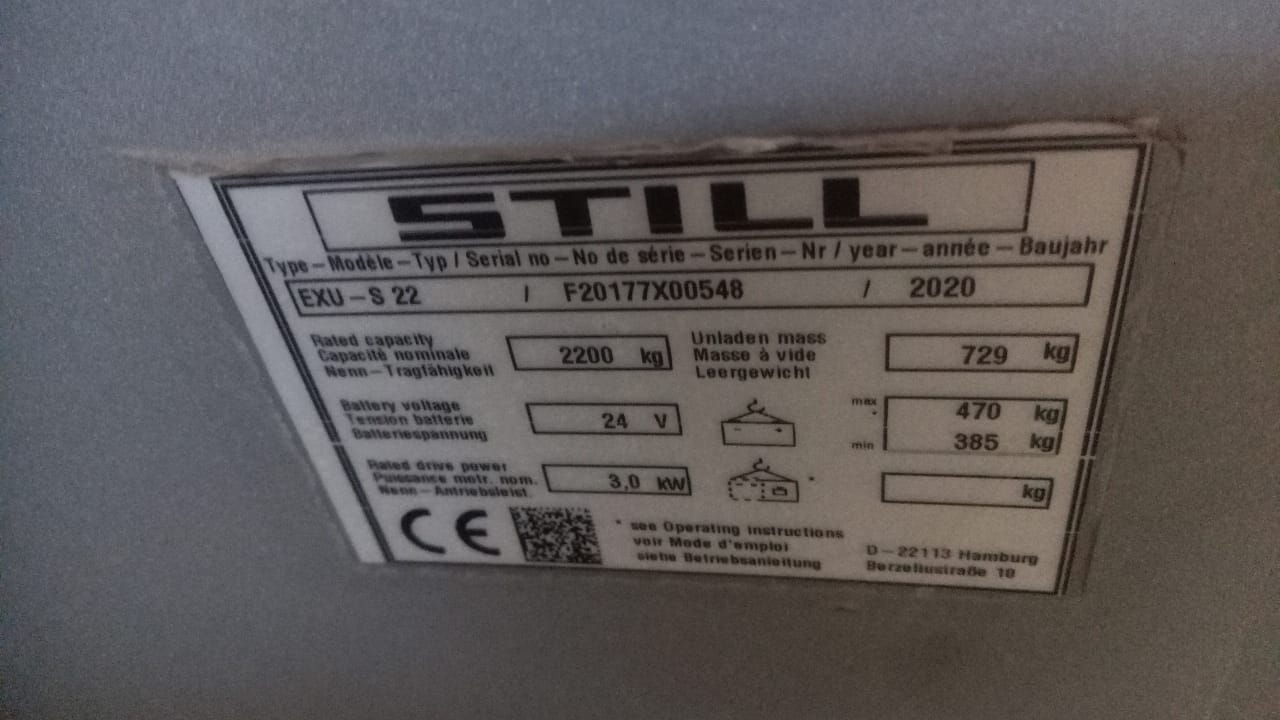 STILL
Type – Modèle – Typ / Serial no – No de série – Serien – Nr / year – année – Baujahr
EXU – S 22 / F20177X00548 / 2020
Rated capacity
Capacité nominale
Nenn – Tragfähigkeit
2200 kg
Unladen mass
Masse à vide
Leergewicht
729 kg
Battery voltage
Tension batterie
Batteriespannung
24 V
max
*
470 kg
min
385 kg
Rated drive power
Puissance motr. nom.
Nenn – Antriebsleist.
3,0 kW
*
kg
CE
* see Operating instructions
voir Mode d'emploi
siehe Betriebsanleitung
D – 22113 Hamburg
Berzeliusstraße 10